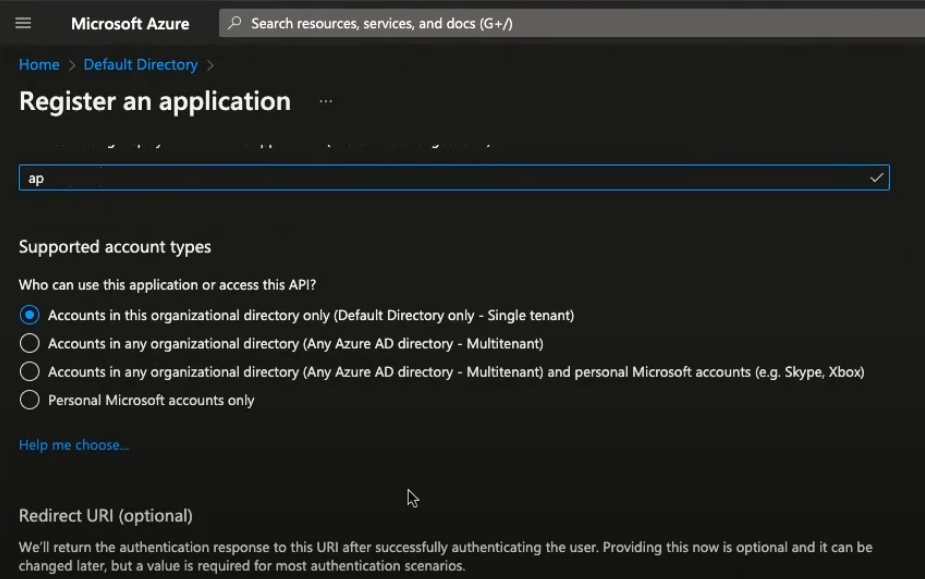 Microsoft Azure
Search resources, services, and docs (G+/)
Home > Default Directory >
Register an application ...
ap
Supported account types
Who can use this application or access this API?
Accounts in this organizational directory only (Default Directory only - Single tenant)
Accounts in any organizational directory (Any Azure AD directory - Multitenant)
Accounts in any organizational directory (Any Azure AD directory - Multitenant) and personal Microsoft accounts (e.g. Skype, Xbox)
Personal Microsoft accounts only
Help me choose...
Redirect URI (optional)
We'll return the authentication response to this URI after successfully authenticating the user. Providing this now is optional and it can be
changed later, but a value is required for most authentication scenarios.